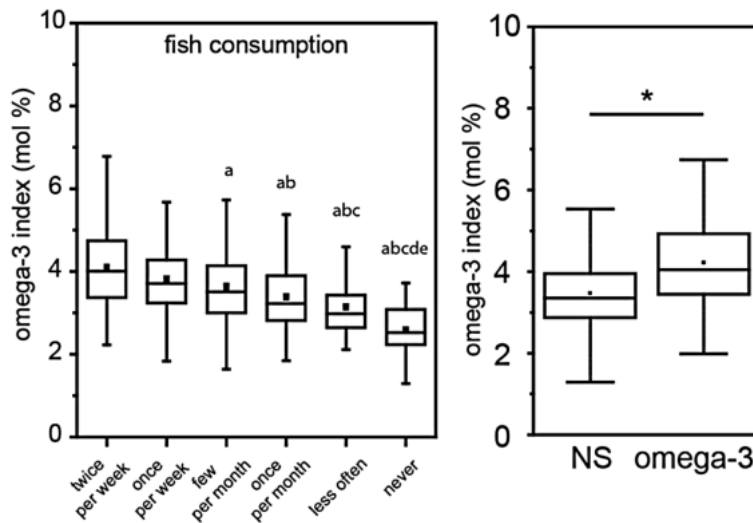 fish consumption
omega-3 index (mol %)
10
8
6
4
2
0
a
ab
abc
abcde
twice
per week
once
per week
few
per month
once
per month
less often
never
omega-3 index (mol %)
10
8
6
4
2
0
*
NS
omega-3